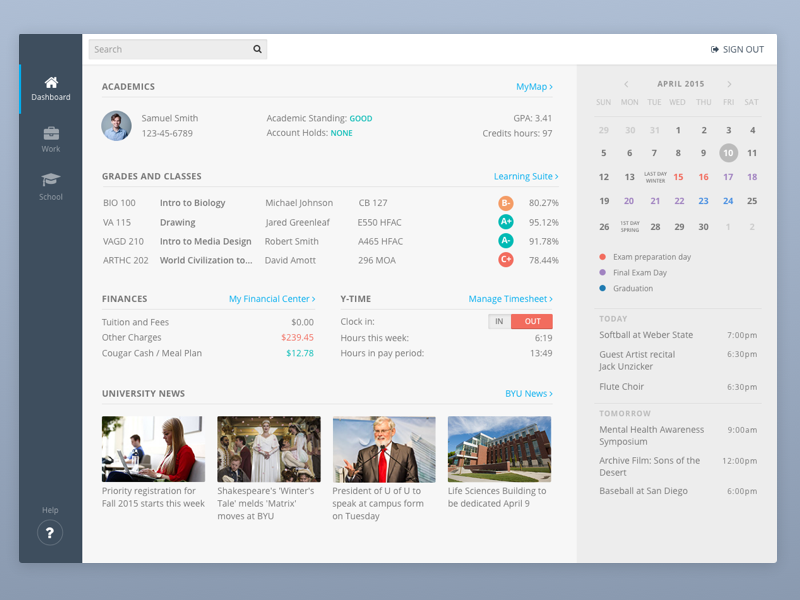 Search
SIGN OUT
Dashboard
Work
School
Help
?
ACADEMICS
MyMap
Samuel Smith
123-45-6789
Academic Standing: GOOD
Account Holds: NONE
GPA: 3.41
Credits hours: 97
GRADES AND CLASSES
Learning Suite
BIO 100 Intro to Biology Michael Johnson CB 127 B- 80.27%
VA 115 Drawing Jared Greenleaf E550 HFAC A+ 95.12%
VAGD 210 Intro to Media Design Robert Smith A465 HFAC A- 91.78%
ARTHC 202 World Civilization to... David Amott 296 MOA C+ 78.44%
FINANCES
My Financial Center
Tuition and Fees $0.00
Other Charges $239.45
Cougar Cash / Meal Plan $12.78
Y-TIME
Manage Timesheet
Clock in: IN OUT
Hours this week: 6:19
Hours in pay period: 13:49
UNIVERSITY NEWS
BYU News
Priority registration for
Fall 2015 starts this week
Shakespeare's 'Winter's
Tale' melds 'Matrix'
moves at BYU
President of U of U to
speak at campus form
on Tuesday
Life Sciences Building to
be dedicated April 9
APRIL 2015
SUN MON TUE WED THU FRI SAT
29 30 31 1 2 3 4
5 6 7 8 9 10 11
12 13 LAST DAY WINTER 15 16 17 18
19 20 21 22 23 24 25
26 1ST DAY SPRING 28 29 30 1 2
Exam preparation day
Final Exam Day
Graduation
TODAY
Softball at Weber State 7:00pm
Guest Artist recital 6:30pm
Jack Unzicker
Flute Choir 6:30pm
TOMORROW
Mental Health Awareness 9:00am
Symposium
Archive Film: Sons of the 12:00pm
Desert
Baseball at San Diego 6:00pm